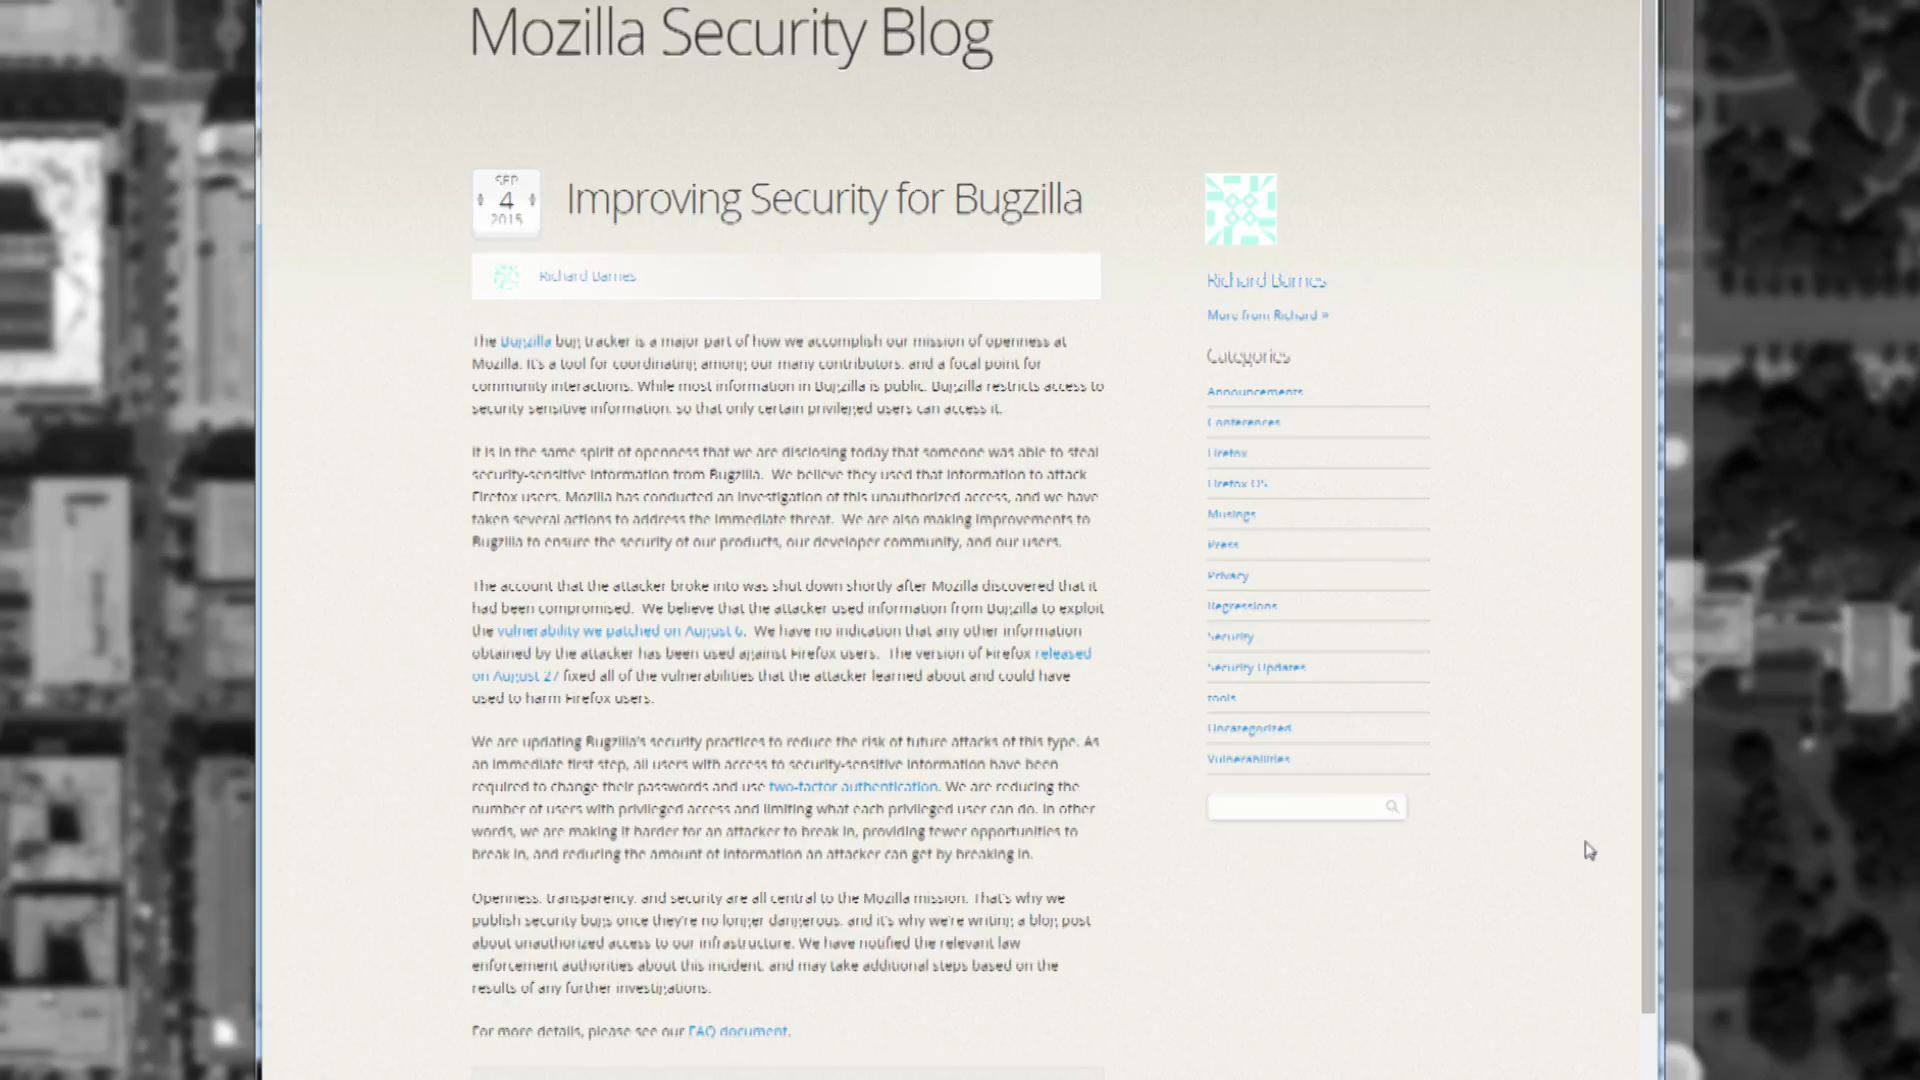 Mozilla Security Blog
SEP
4
2015
Improving Security for Bugzilla
Richard Barnes
The Bugzilla bug tracker is a major part of how we accomplish our mission of openness at
Mozilla. It's a tool for coordinating among our many contributors, and a focal point for
community interactions. While most information in Bugzilla is public, Bugzilla restricts access to
security sensitive information, so that only certain privileged users can access it.
It is in the same spirit of openness that we are disclosing today that someone was able to steal
security-sensitive information from Bugzilla. We believe they used that information to attack
Firefox users. Mozilla has conducted an investigation of this unauthorized access, and we have
taken several actions to address the immediate threat. We are also making improvements to
Bugzilla to ensure the security of our products, our developer community, and our users.
The account that the attacker broke into was shut down shortly after Mozilla discovered that it
had been compromised. We believe that the attacker used information from Bugzilla to exploit
the vulnerability we patched on August 6. We have no indication that any other information
obtained by the attacker has been used against Firefox users. The version of Firefox released
on August 27 fixed all of the vulnerabilities that the attacker learned about and could have
used to harm Firefox users.
We are updating Bugzilla's security practices to reduce the risk of future attacks of this type. As
an immediate first step, all users with access to security-sensitive information have been
required to change their passwords and use two-factor authentication. We are reducing the
number of users with privileged access and limiting what each privileged user can do. In other
words, we are making it harder for an attacker to break in, providing fewer opportunities to
break in, and reducing the amount of information an attacker can get by breaking in.
Openness, transparency, and security are all central to the Mozilla mission. That's why we
publish security bugs once they're no longer dangerous, and it's why we're writing a blog post
about unauthorized access to our infrastructure. We have notified the relevant law
enforcement authorities about this incident, and may take additional steps based on the
results of any further investigations.
For more details, please see our FAQ document.
Richard Barnes
More from Richard »
Categories
Announcements
Conferences
Firefox
Firefox OS
Musings
Press
Privacy
Regressions
Security
Security Updates
tools
Uncategorized
Vulnerabilities